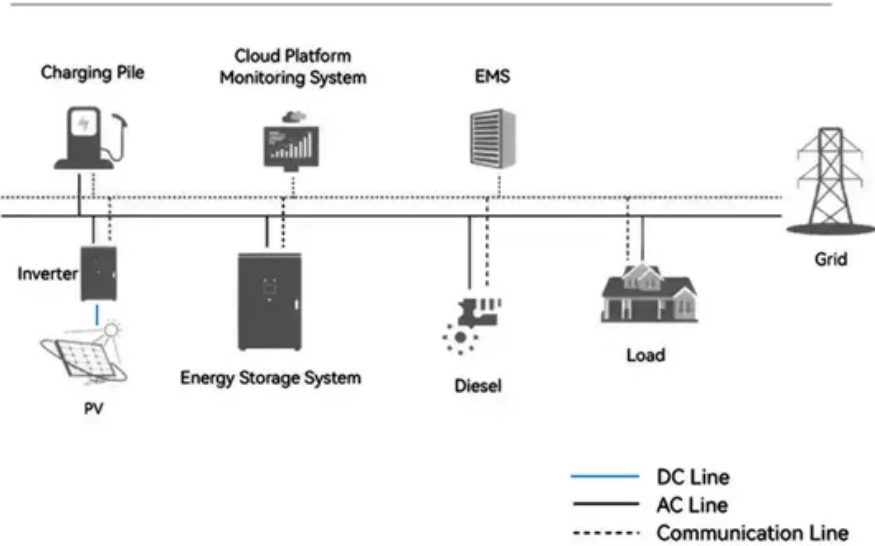 Charging Pile
Cloud Platform
Monitoring System
EMS
Inverter
Grid
Energy Storage System
Load
Diesel
PV
DC Line
AC Line
Communication Line